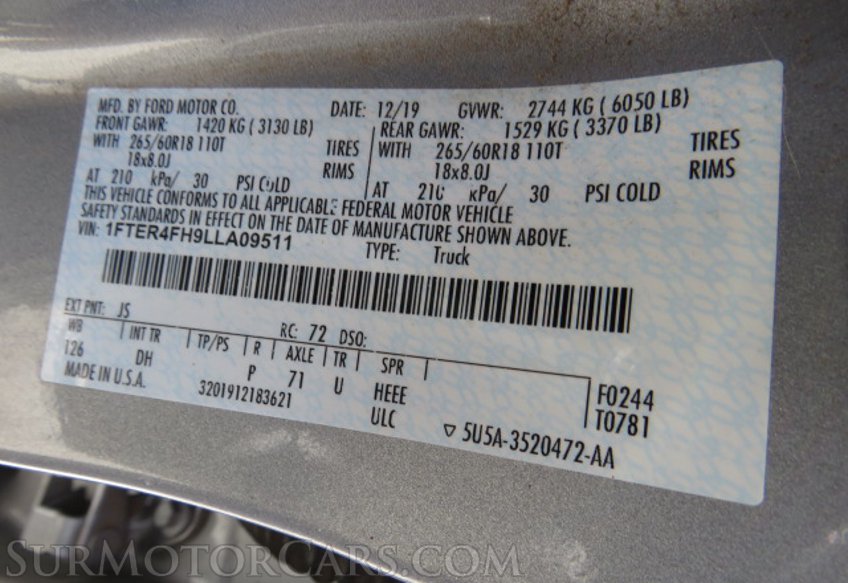 MFD. BY FORD MOTOR CO. DATE: 12/19 GVWR: 2744 KG ( 6050 LB)
FRONT GAWR: 1420 KG ( 3130 LB) REAR GAWR: 1529 KG ( 3370 LB)
WITH 265/60R18 110T TIRES WITH 265/60R18 110T TIRES
18x8.0J RIMS 18x8.0J RIMS
AT 210 kPa/ 30 PSI COLD AT 210 kPa/ 30 PSI COLD
THIS VEHICLE CONFORMS TO ALL APPLICABLE FEDERAL MOTOR VEHICLE
SAFETY STANDARDS IN EFFECT ON THE DATE OF MANUFACTURE SHOWN ABOVE.
VIN: 1FTER4FH9LLA09511
TYPE: Truck
EXT PNT: JS RC: 72 DSO:
WB INT TR TP/PS R AXLE TR SPR
126 DH P 71 U HEEE F0244
MADE IN U.S.A. 3201912183621 ULC T0781
▽ 5U5A-3520472-AA
SurMotorCars.com